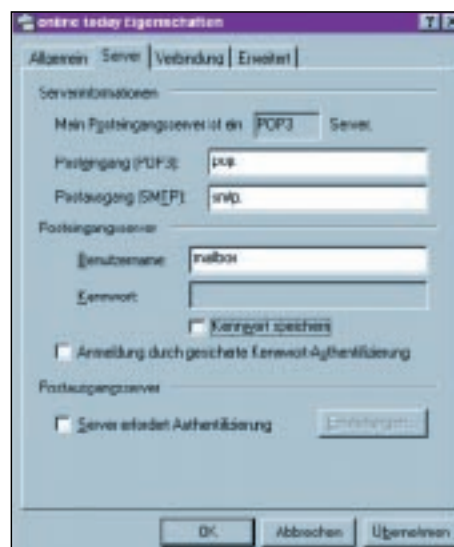 online today Eigenschaften
Allgemein Server Verbindung Erweitert
Serverinformationen
Mein Posteingangsserver ist ein POP3 Server.
Posteingang (POP3): pop.
Postausgang (SMTP): smtp.
Posteingangsserver
Benutzername: mailbox
Kennwort:
Kennwort speichern
Anmeldung durch gesicherte Kennwort-Authentifizierung
Postausgangsserver
Server erfordert Authentifizierung Einstellungen...
OK Abbrechen Übernehmen